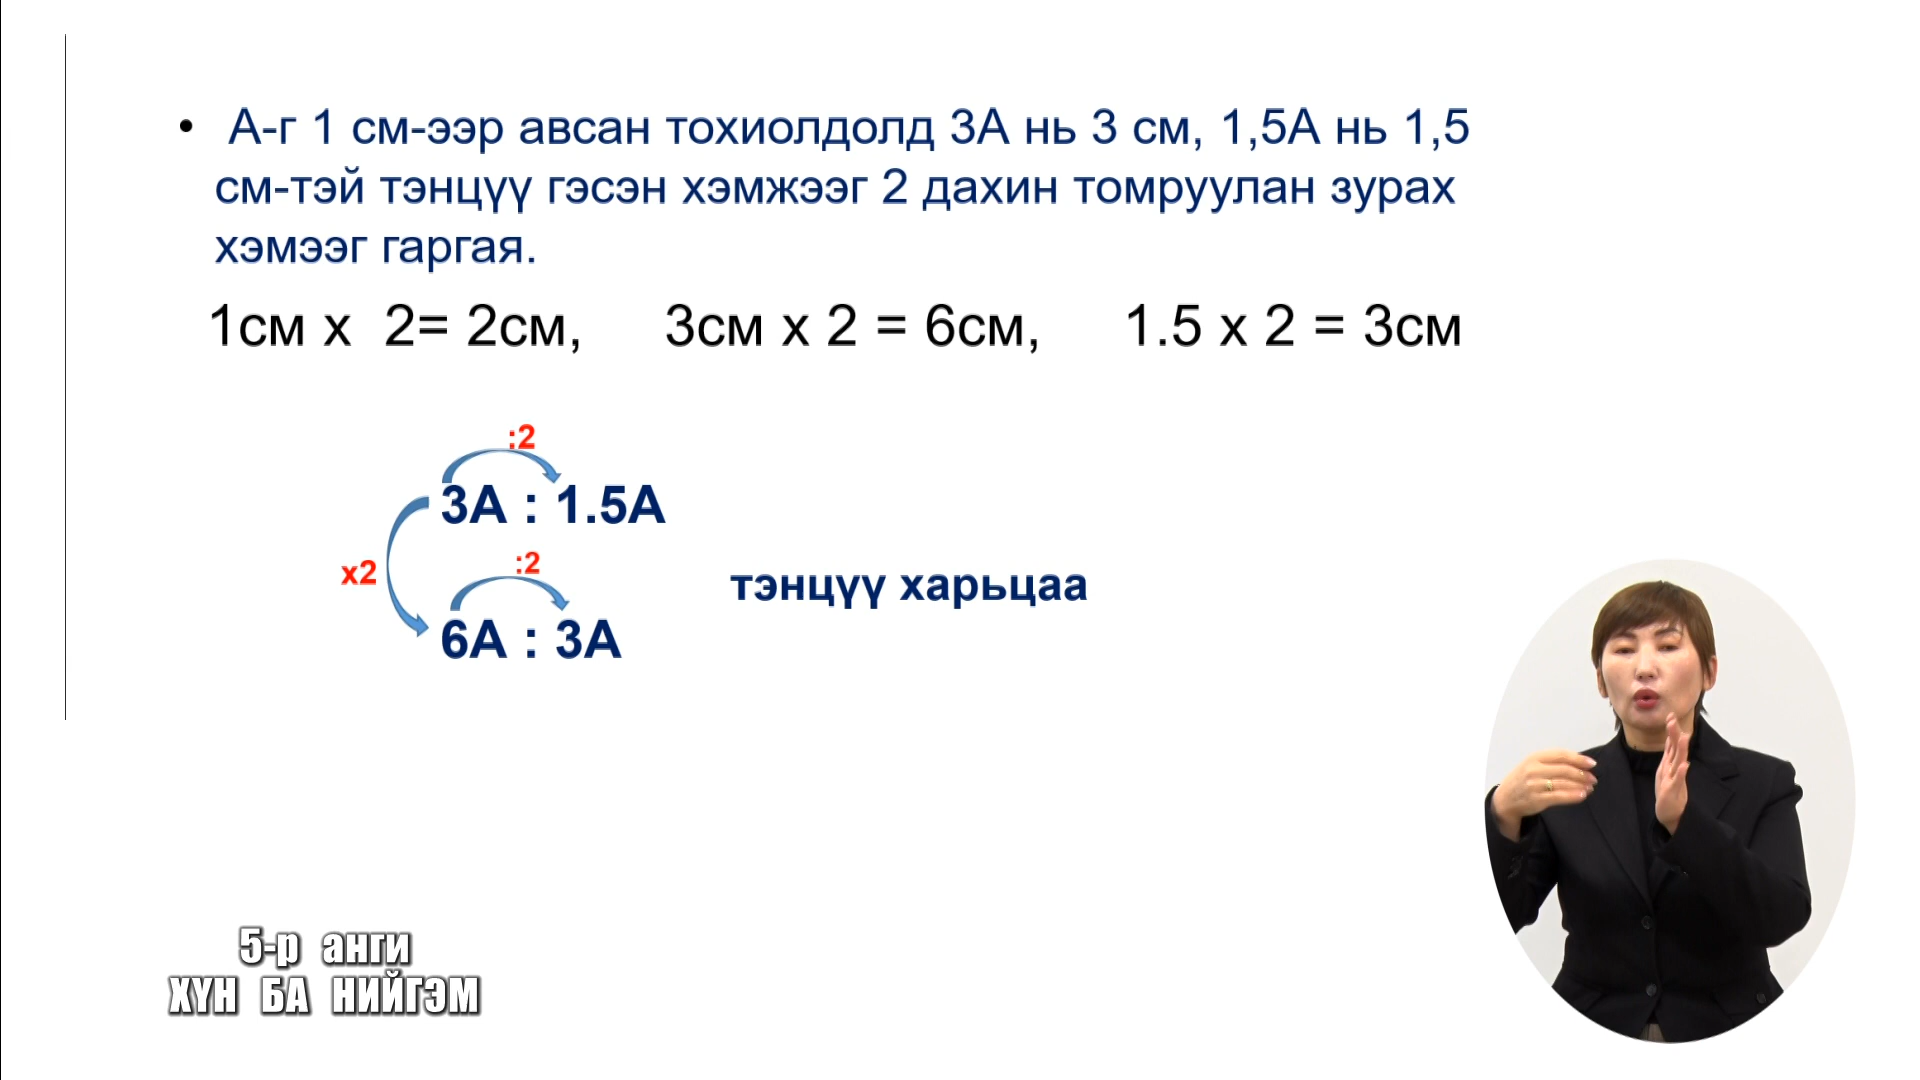 • А-г 1 см-ээр авсан тохиолдолд 3А нь 3 см, 1,5А нь 1,5
см-тэй тэнцүү гэсэн хэмжээг 2 дахин томруулан зурах
хэмээг гаргая.
1см х 2= 2см, 3см х 2 = 6см, 1.5 х 2 = 3см
:2
3А : 1.5А
х2
:2
тэнцүү харьцаа
6А : 3А
5-р анги
ХҮН БА НИЙГЭМ